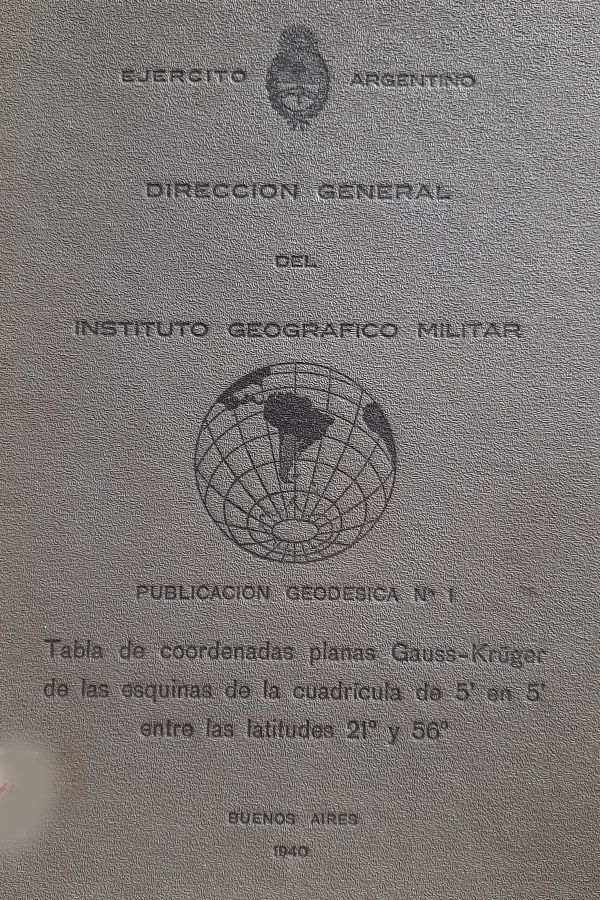 EJERCITO ARGENTINO
DIRECCION GENERAL
DEL
INSTITUTO GEOGRAFICO MILITAR
PUBLICACION GEODESICA Nº 1
Tabla de coordenadas planas Gauss-Krüger
de las esquinas de la cuadrícula de 5' en 5'
entre las latitudes 21º y 56º
BUENOS AIRES
1940